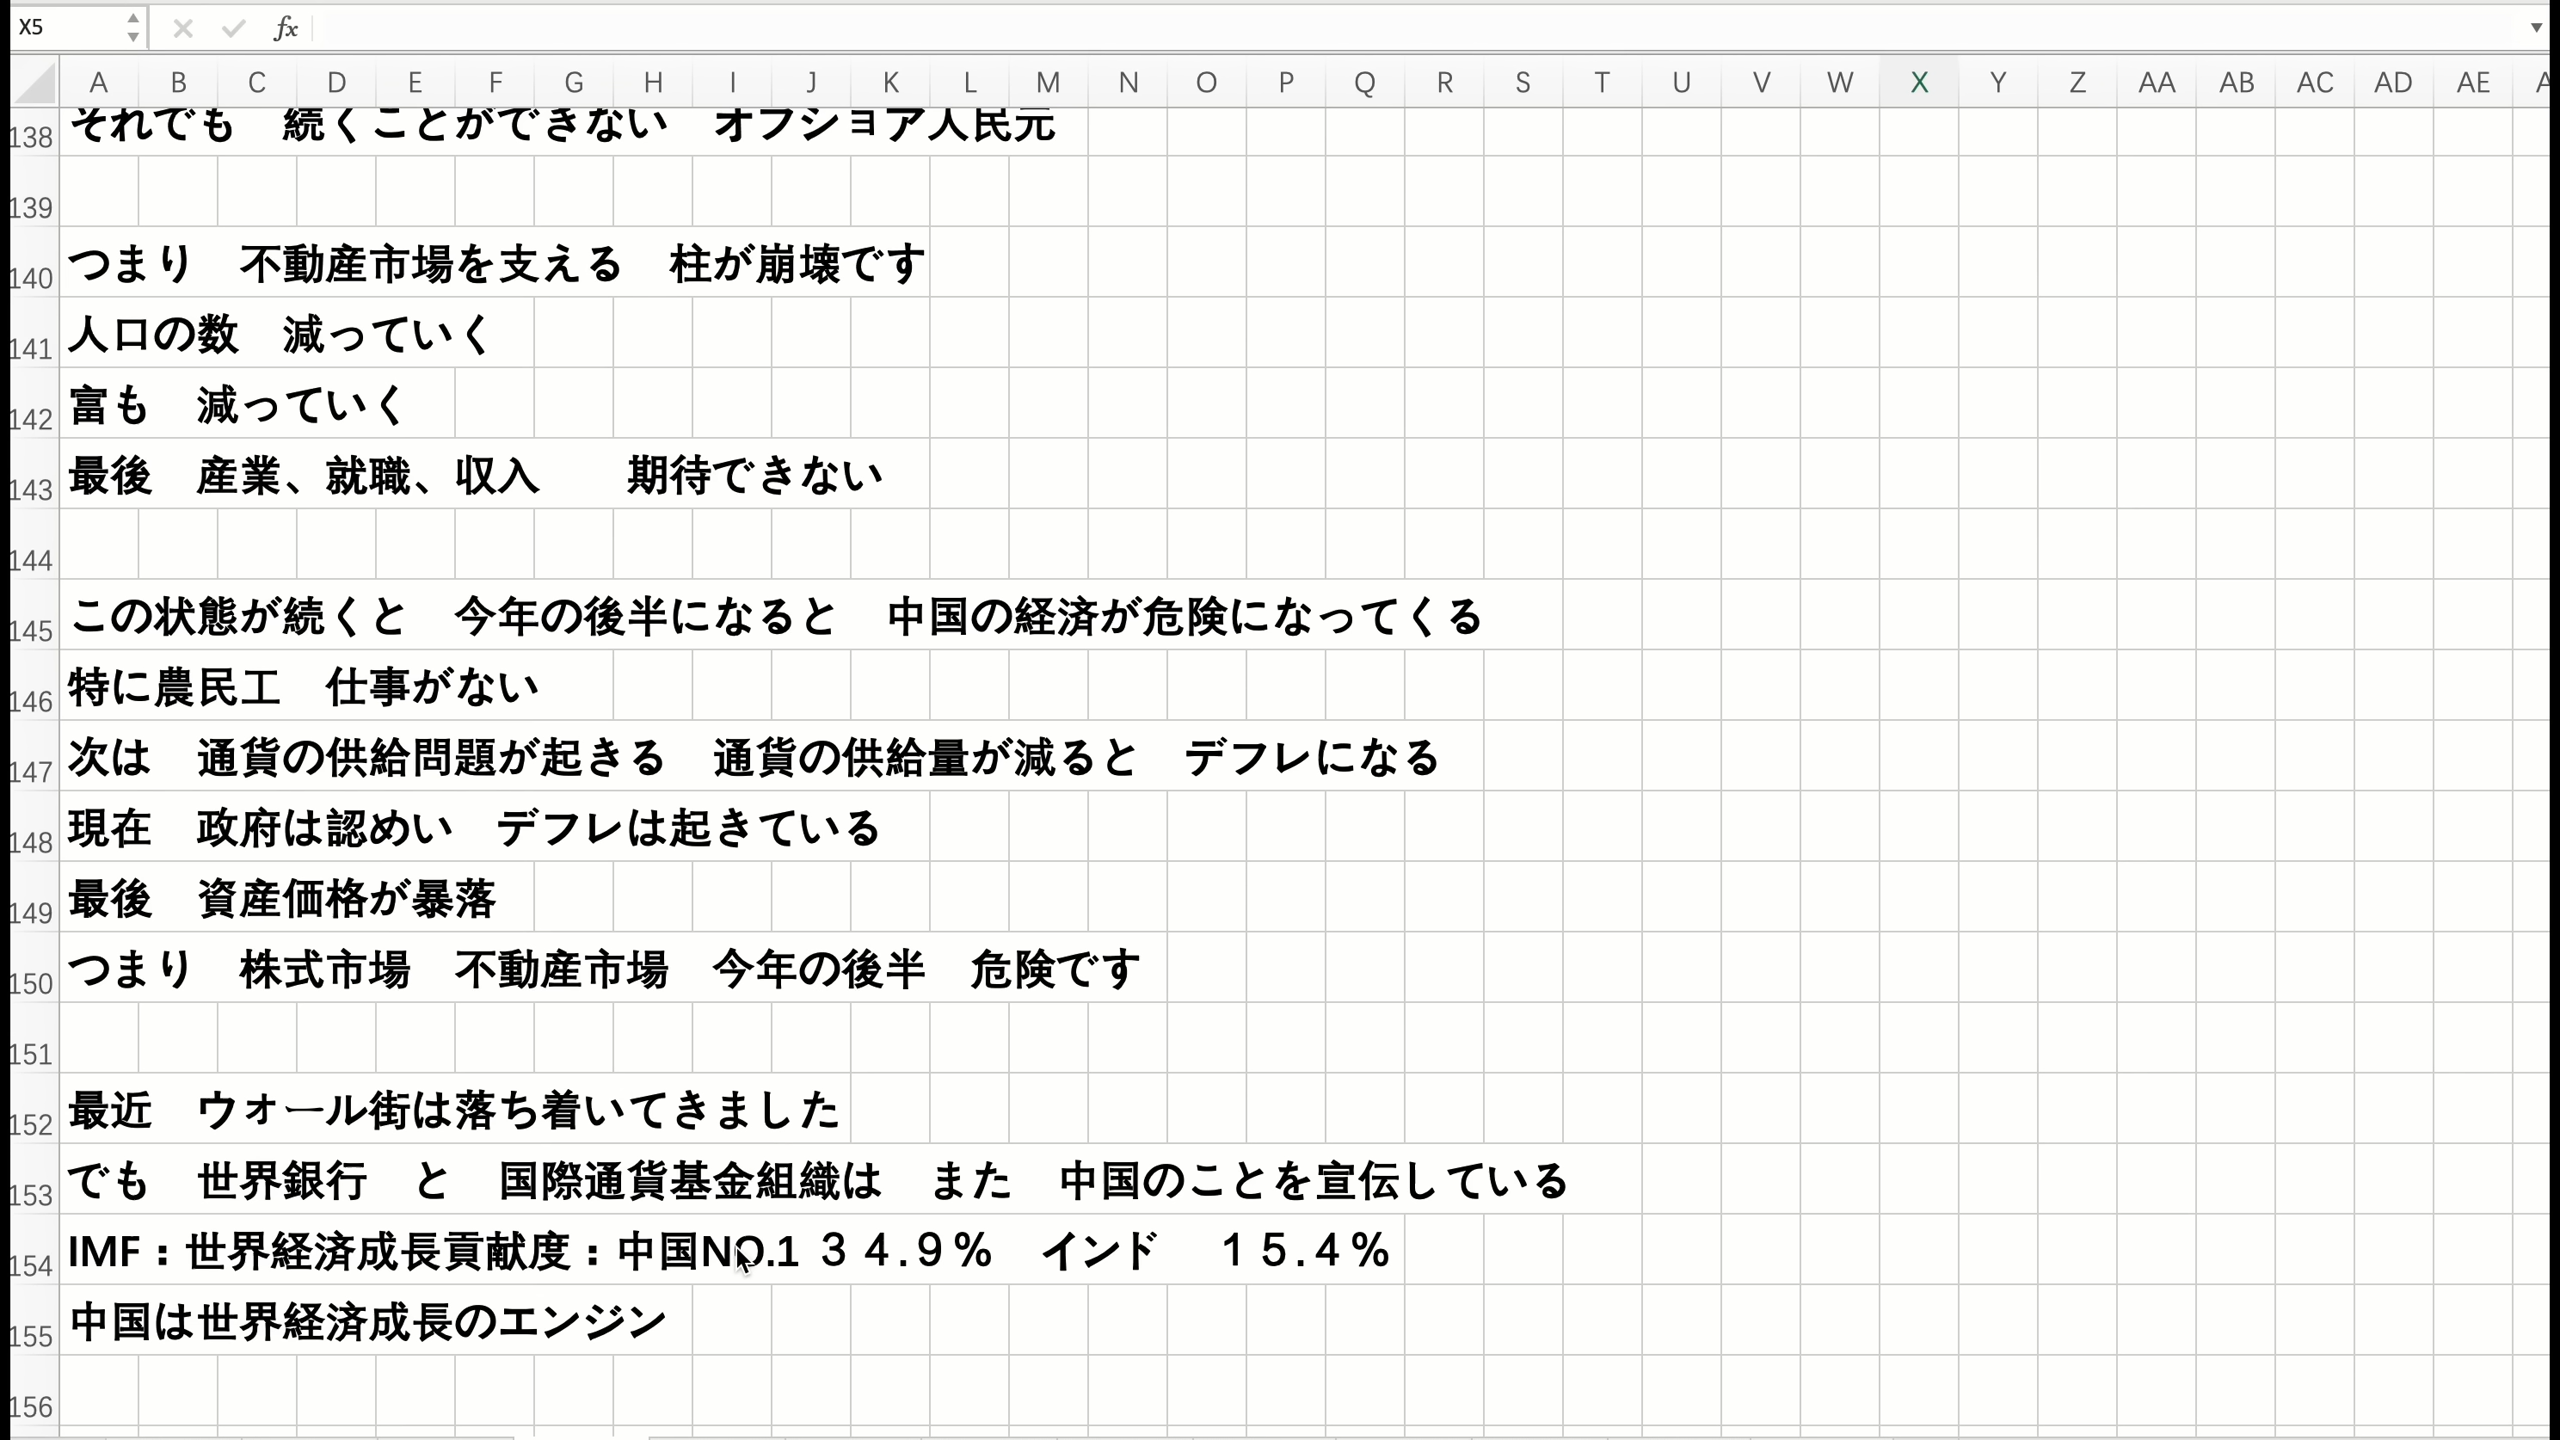 X5 fx
A B C D E F G H I J K L M N O P Q R S T U V W X Y Z AA AB AC AD AE
138 それでも　続くことができない　オフショア人民元
139
140 つまり　不動産市場を支える　柱が崩壊です
141 人口の数　減っていく
142 富も　減っていく
143 最後　産業、就職、収入　　期待できない
144
145 この状態が続くと　今年の後半になると　中国の経済が危険になってくる
146 特に農民工　仕事がない
147 次は　通貨の供給問題が起きる　通貨の供給量が減ると　デフレになる
148 現在　政府は認めい　デフレは起きている
149 最後　資産価格が暴落
150 つまり　株式市場　不動産市場　今年の後半　危険です
151
152 最近　ウォール街は落ち着いてきました
153 でも　世界銀行　と　国際通貨基金組織は　また　中国のことを宣伝している
154 IMF：世界経済成長貢献度：中国NO.1 ３４.９%　インド　１５.４%
155 中国は世界経済成長のエンジン
156